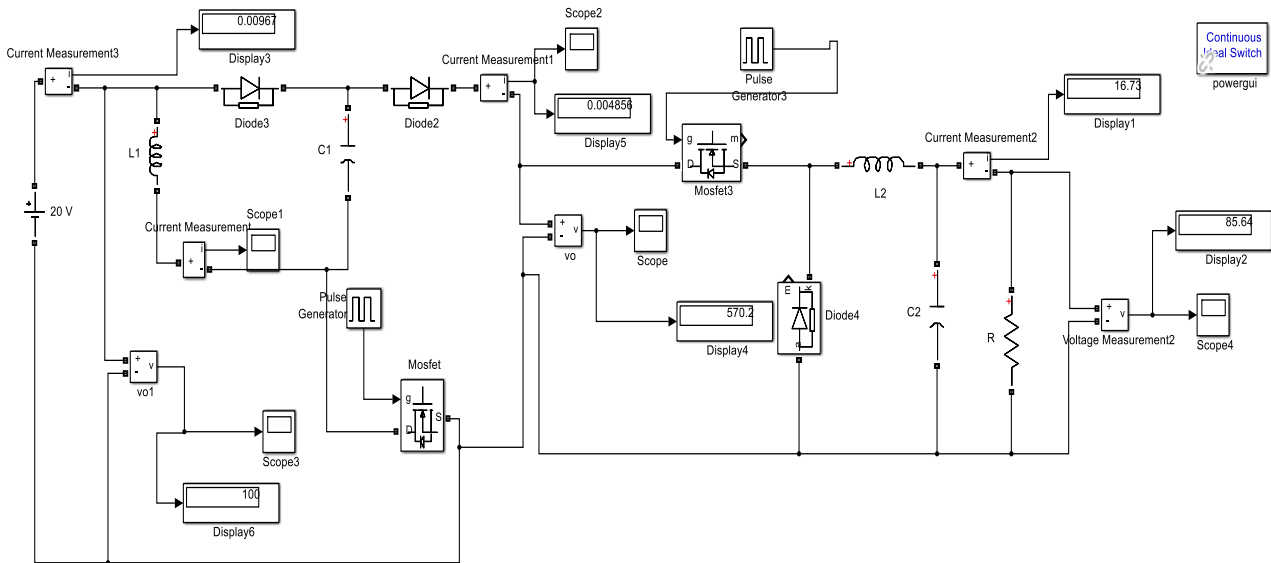 Scope2
0.00967
Continuous
Ideal Switch
powergui
Current Measurement3
Display3
Current Measurement1
Pulse
Generator3
i
+
-
i
+
-
0.004856
16.73
Diode3
Diode2
Display5
Display1
+
L1
+
C1
g
m
D
S
Mosfet3
Current Measurement2
i
+
-
+
L2
+
20 V
Scope1
Current Measurement
i
+
-
+
-
v
vo
Scope
85.64
Display2
Pulse
Generator
m
k
a
Diode4
570.2
Display4
+
C2
+
R
+
-
v
Voltage Measurement2
Scope4
+
-
v
vo1
Mosfet
g
D
S
Scope3
100
Display6